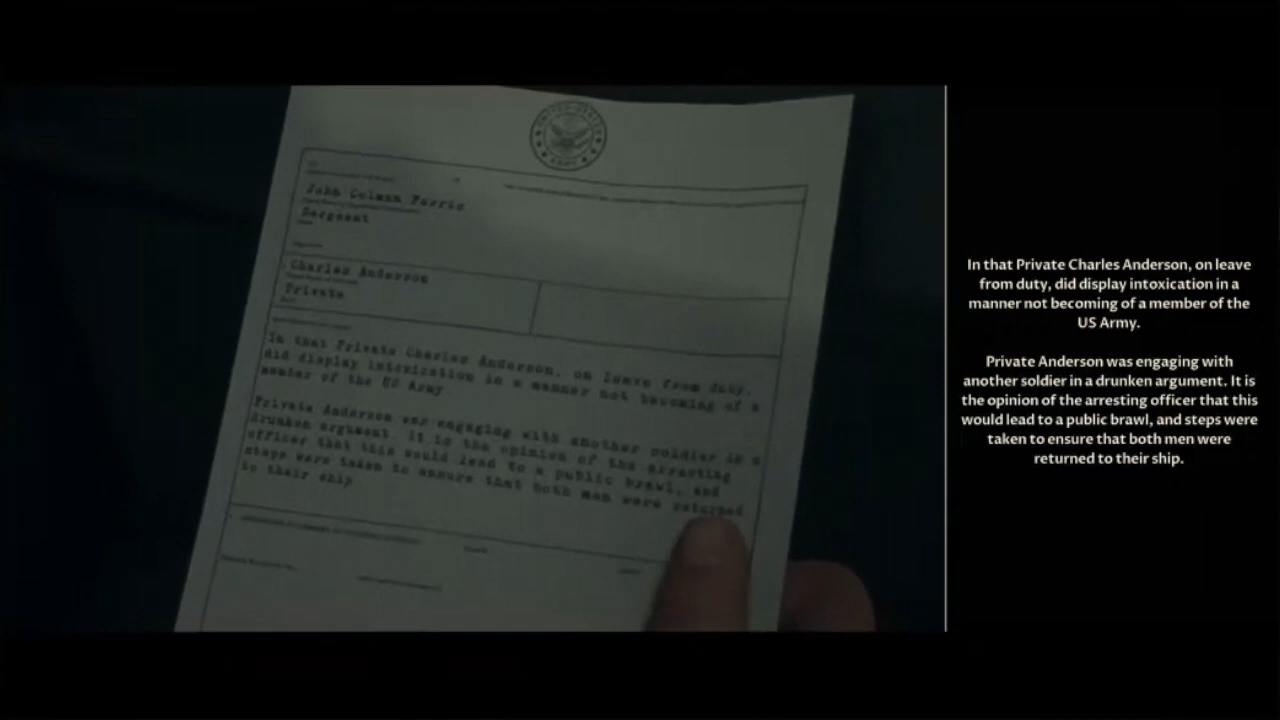 UNITED STATES
ARMY
John Colman Farris
Sargeant
Charles Anderson
Private
In that Private Charles Anderson, on leave from duty,
did display intoxication in a manner not becoming of a
member of the US Army
Private Anderson was engaging with another soldier in a
drunken argument. It is the opinion of the arresting
officer that this would lead to a public brawl, and
steps were taken to ensure that both men were returned
to their ship
In that Private Charles Anderson, on leave
from duty, did display intoxication in a
manner not becoming of a member of the
US Army.
Private Anderson was engaging with
another soldier in a drunken argument. It is
the opinion of the arresting officer that this
would lead to a public brawl, and steps were
taken to ensure that both men were
returned to their ship.